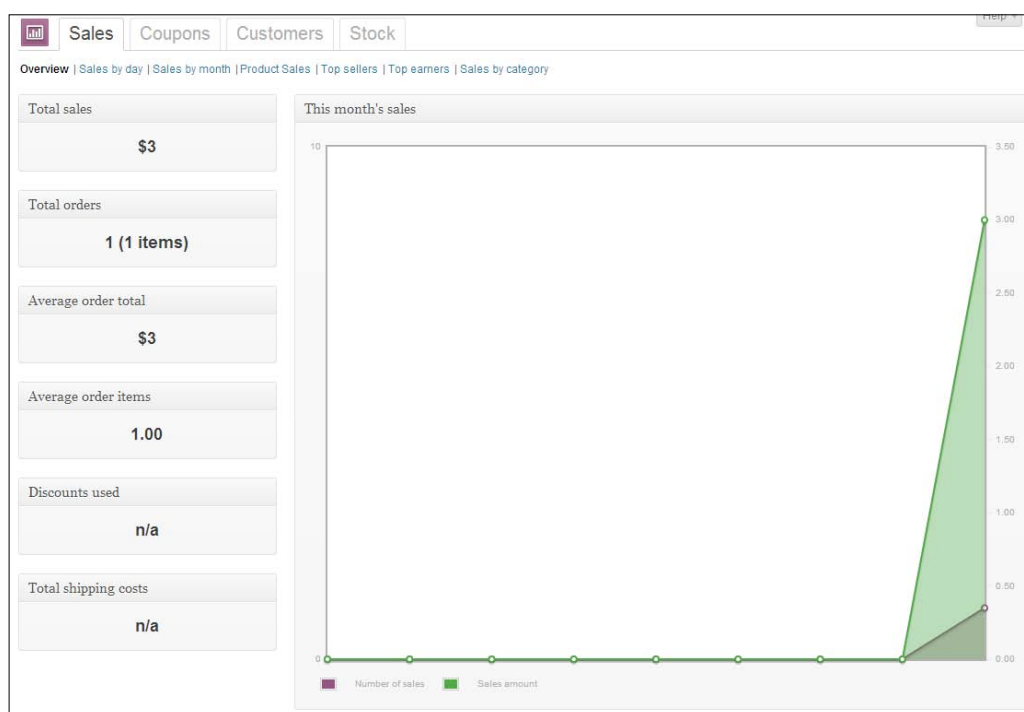 Help
Sales Coupons Customers Stock
Overview | Sales by day | Sales by month | Product Sales | Top sellers | Top earners | Sales by category
Total sales
$3
Total orders
1 (1 items)
Average order total
$3
Average order items
1.00
Discounts used
n/a
Total shipping costs
n/a
This month's sales
10
0
3.50
3.00
2.50
2.00
1.50
1.00
0.50
0.00
Number of sales Sales amount